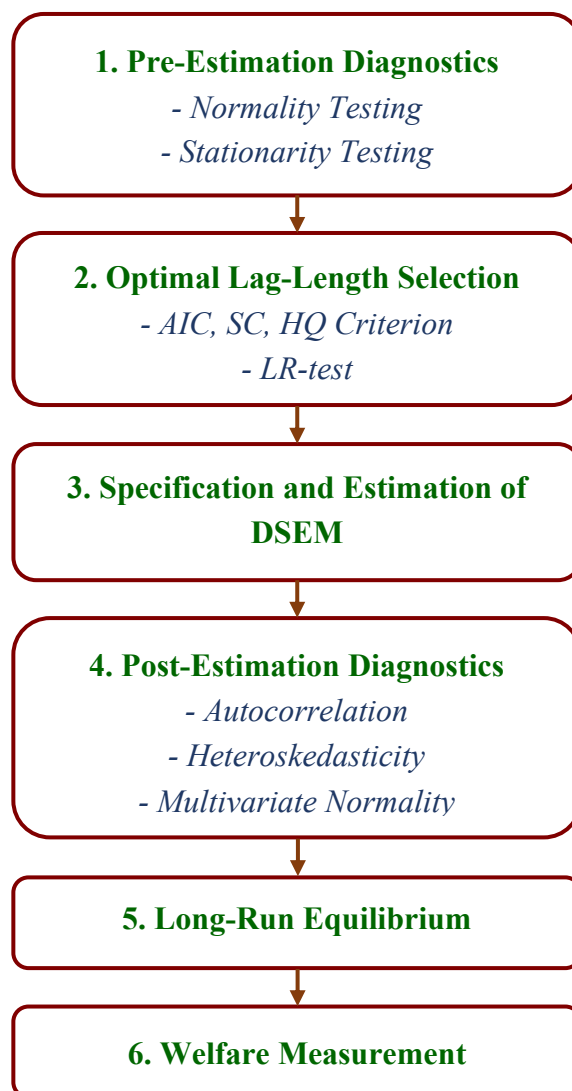 1. Pre-Estimation Diagnostics
- Normality Testing
- Stationarity Testing
2. Optimal Lag-Length Selection
- AIC, SC, HQ Criterion
- LR-test
3. Specification and Estimation of
DSEM
4. Post-Estimation Diagnostics
- Autocorrelation
- Heteroskedasticity
- Multivariate Normality
5. Long-Run Equilibrium
6. Welfare Measurement